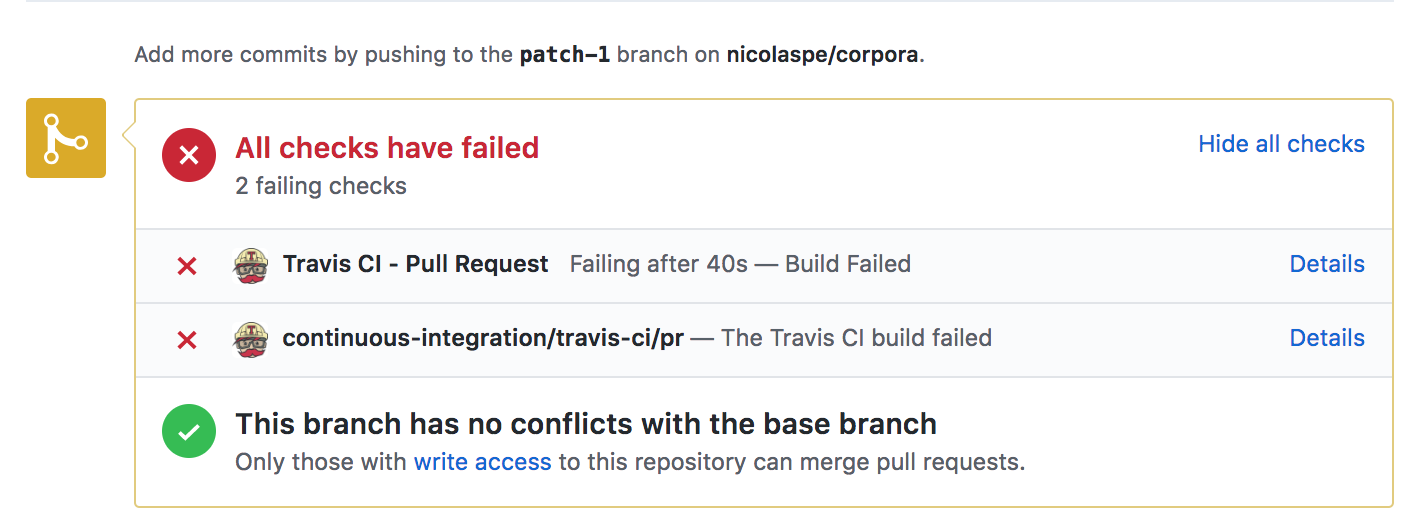 Add more commits by pushing to the patch-1 branch on nicolaspe/corpora.
All checks have failed
Hide all checks
2 failing checks
Travis CI - Pull Request Failing after 40s — Build Failed
Details
continuous-integration/travis-ci/pr — The Travis CI build failed
Details
This branch has no conflicts with the base branch
Only those with write access to this repository can merge pull requests.